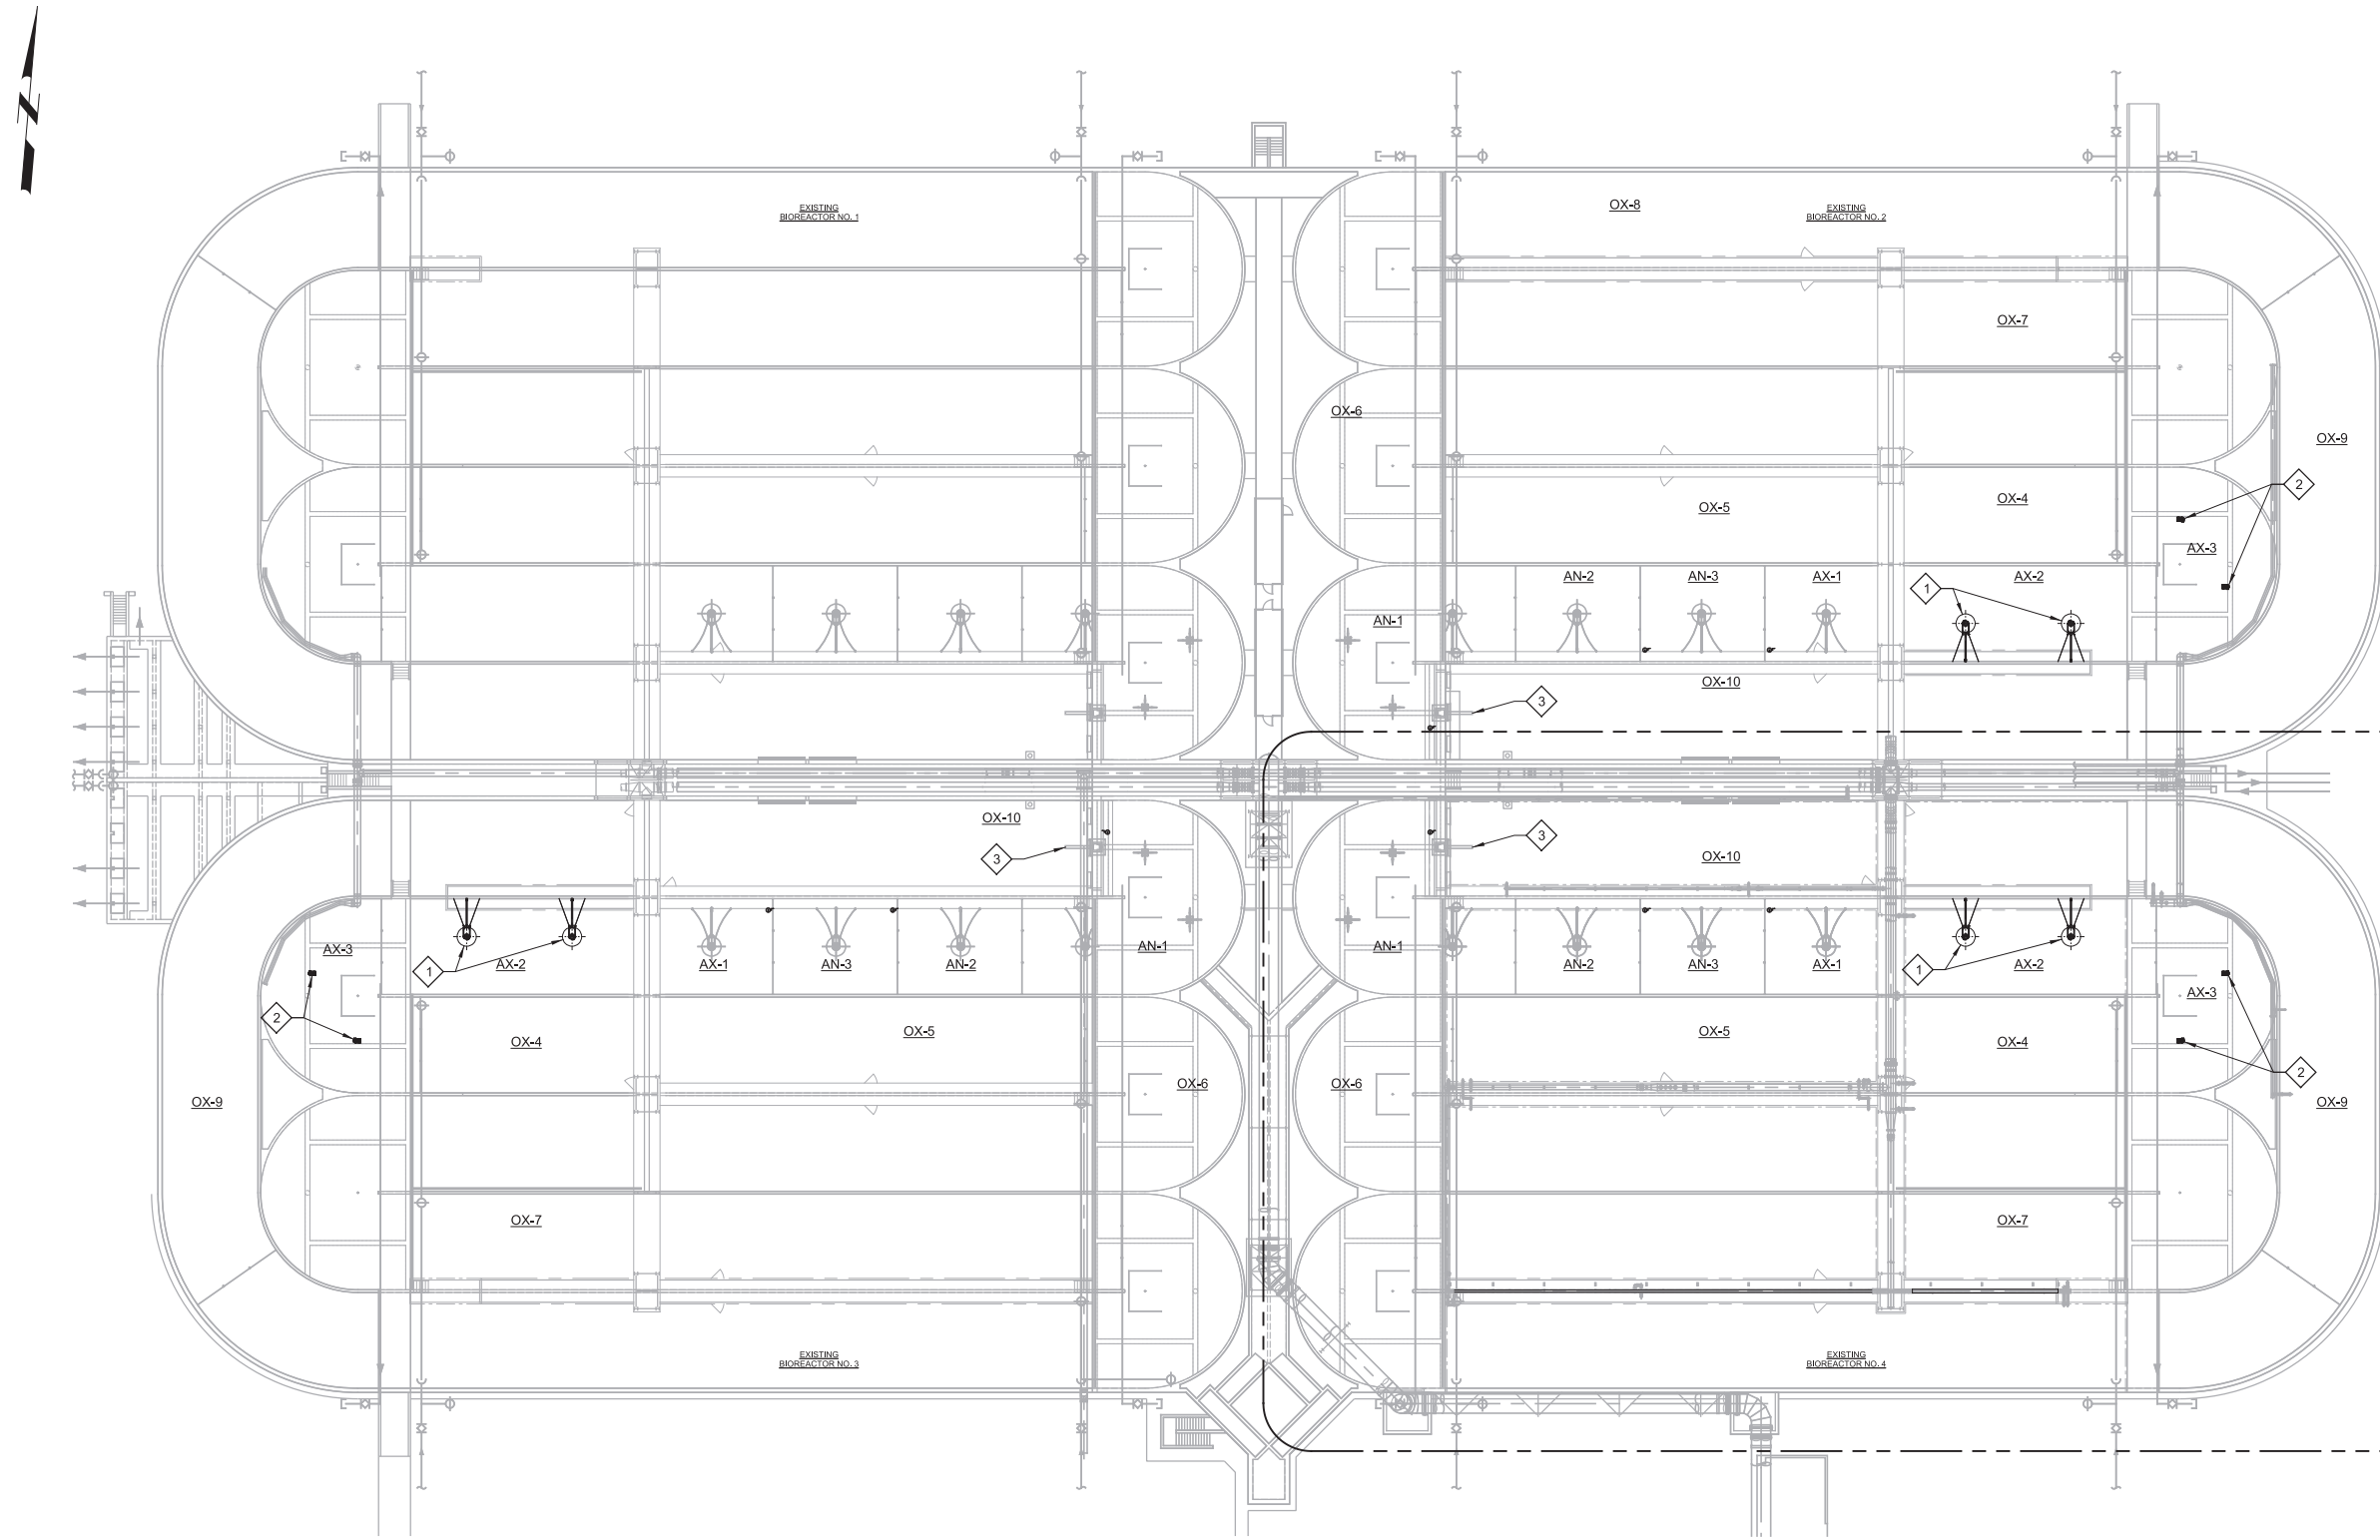 N
EXISTING
BIOREACTOR NO. 1
OX-8
EXISTING
BIOREACTOR NO. 2
OX-7
OX-6
OX-9
2
OX-5
OX-4
AX-3
AN-2
AN-3
AX-1
1
AX-2
AN-1
OX-10
3
OX-10
3
3
OX-10
AX-3
1
AX-2
AX-1
AN-3
AN-2
AN-1
AN-1
AN-2
AN-3
AX-1
1
AX-2
AX-3
2
OX-4
OX-5
OX-5
OX-4
2
OX-9
OX-6
OX-6
OX-9
OX-7
OX-7
EXISTING
BIOREACTOR NO. 3
EXISTING
BIOREACTOR NO. 4